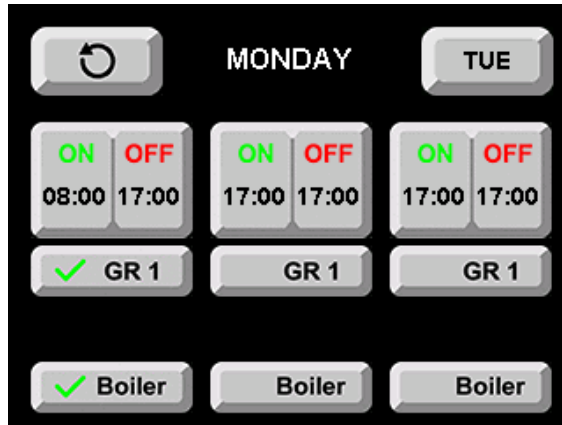 MONDAY TUE
ON OFF ON OFF ON OFF
08:00 17:00 17:00 17:00 17:00 17:00
GR 1 GR 1 GR 1
Boiler Boiler Boiler